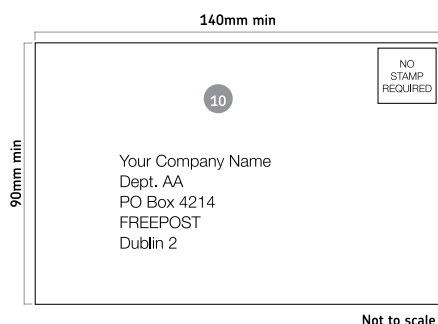 140mm min
90mm min
NO
STAMP
REQUIRED
10
Your Company Name
Dept. AA
PO Box 4214
FREEPOST
Dublin 2
Not to scale